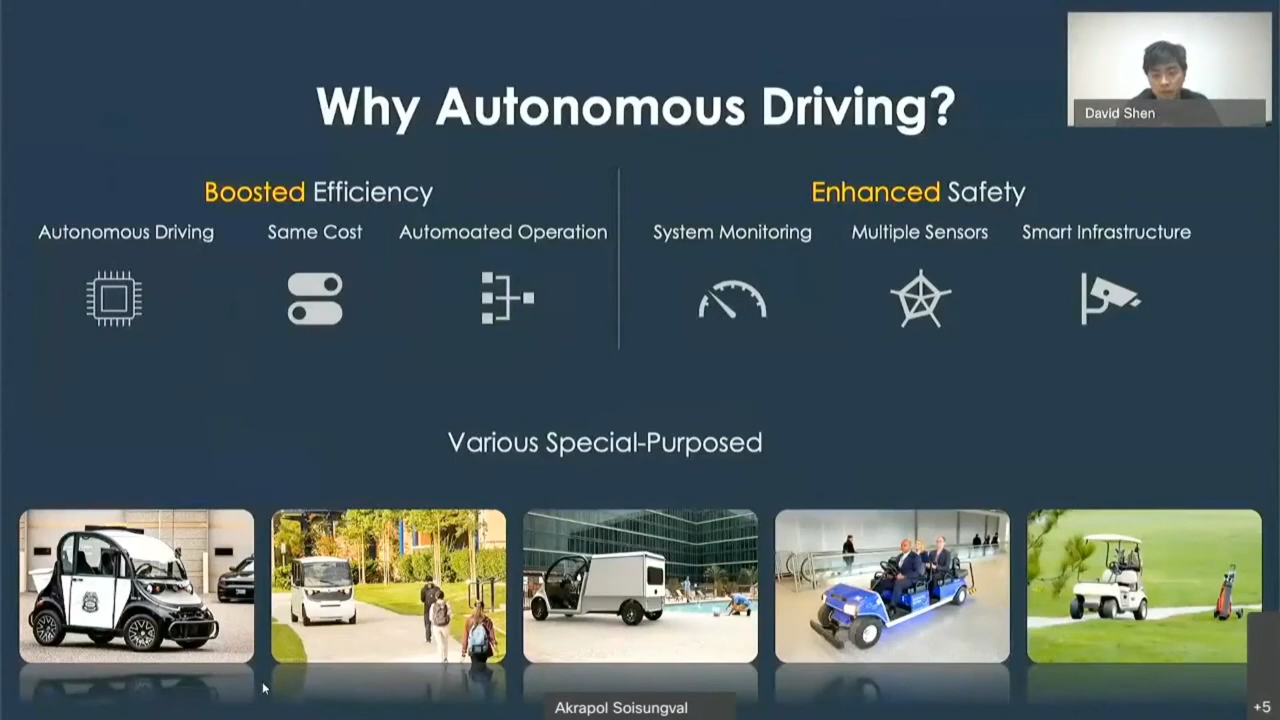 Why Autonomous Driving?
David Shen
Boosted Efficiency
Enhanced Safety
Autonomous Driving
Same Cost
Automoated Operation
System Monitoring
Multiple Sensors
Smart Infrastructure
Various Special-Purposed
Akrapol Soisungval
+5